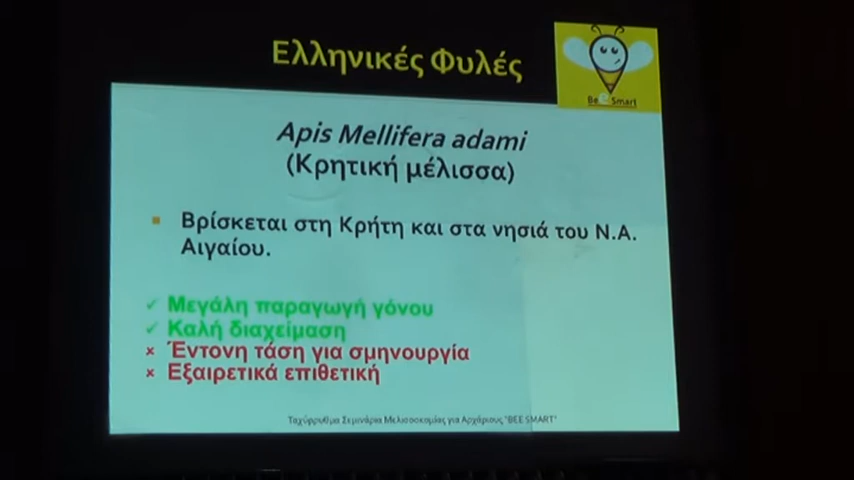 Ελληνικές Φυλές
Bee Smart
Apis Mellifera adami
(Κρητική μέλισσα)
Βρίσκεται στη Κρήτη και στα νησιά του Ν.Α.
Αιγαίου.
Μεγάλη παραγωγή γόνου
Καλή διαχείμαση
Έντονη τάση για σμηνουργία
Εξαιρετικά επιθετική
Ταχύρρυθμα Σεμινάρια Μελισσοκομίας για Αρχάριους "BEE SMART"